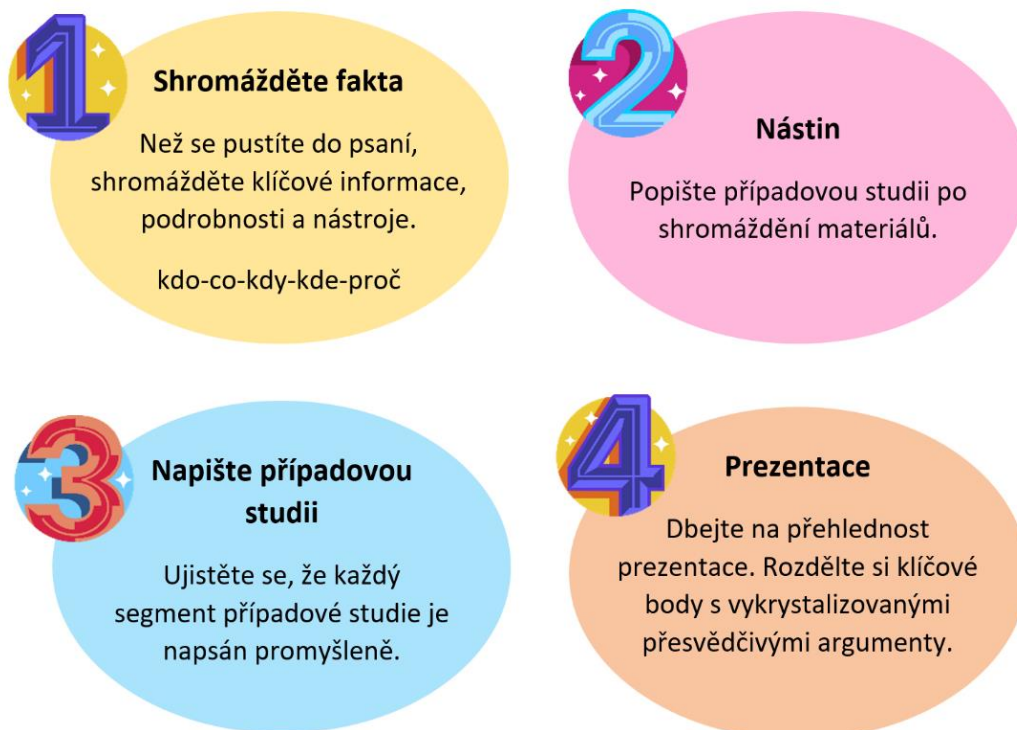 1
Shromážděte fakta
Než se pustíte do psaní,
shromážděte klíčové informace,
podrobnosti a nástroje.
kdo-co-kdy-kde-proč
2
Nástin
Popište případovou studii po
shromáždění materiálů.
3
Napište případovou
studii
Ujistěte se, že každý
segment případové studie je
napsán promyšleně.
4
Prezentace
Dbejte na přehlednost
prezentace. Rozdělte si klíčové
body s vykrystalizovanými
přesvědčivými argumenty.